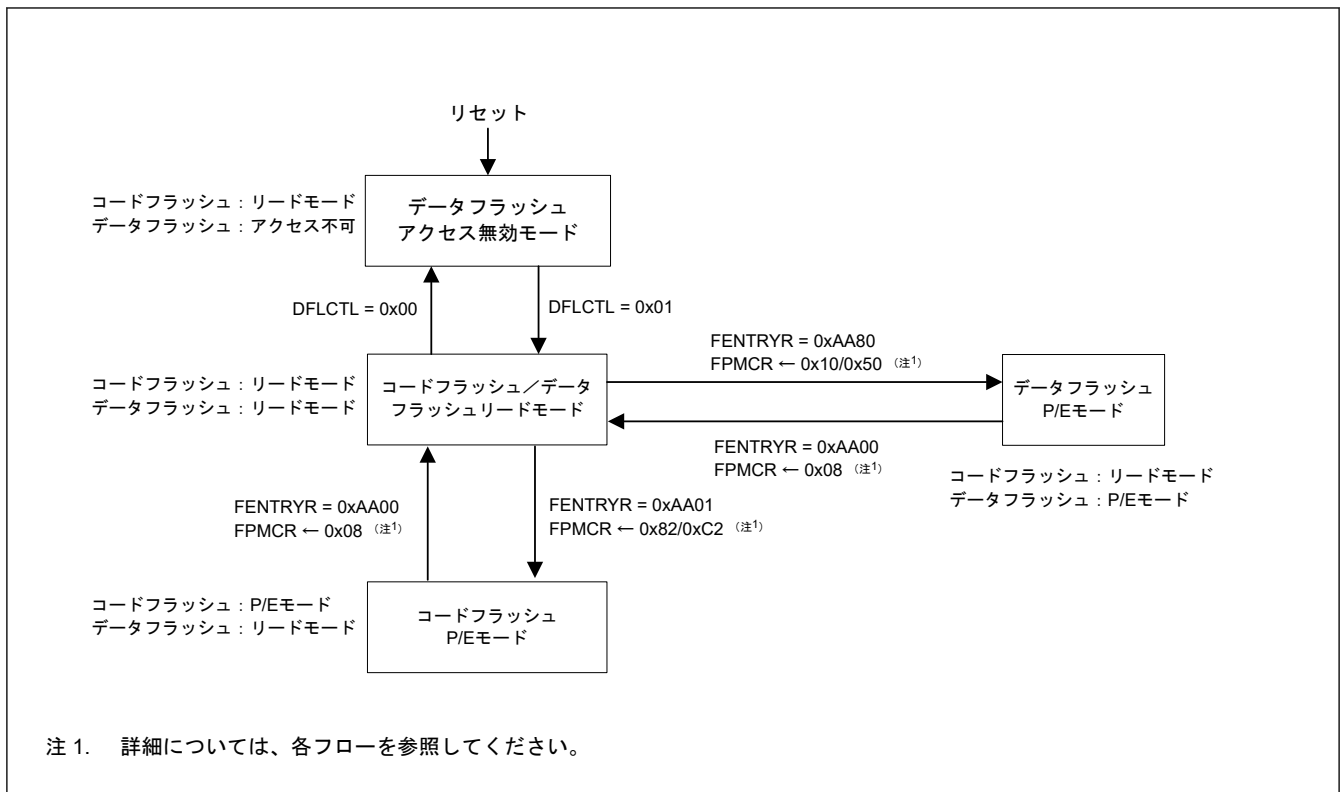 リセット
コードフラッシュ：リードモード
データフラッシュ：アクセス不可
データフラッシュ
アクセス無効モード
DFLCTL = 0x00
DFLCTL = 0x01
FENTRYR = 0xAA80
FPMCR ← 0x10/0x50 （注1）
コードフラッシュ：リードモード
データフラッシュ：リードモード
コードフラッシュ／データ
フラッシュリードモード
データフラッシュ
P/Eモード
FENTRYR = 0xAA00
FPMCR ← 0x08 （注1）
コードフラッシュ：リードモード
データフラッシュ：P/Eモード
FENTRYR = 0xAA00
FPMCR ← 0x08 （注1）
FENTRYR = 0xAA01
FPMCR ← 0x82/0xC2 （注1）
コードフラッシュ：P/Eモード
データフラッシュ：リードモード
コードフラッシュ
P/Eモード
注 1. 詳細については、各フローを参照してください。